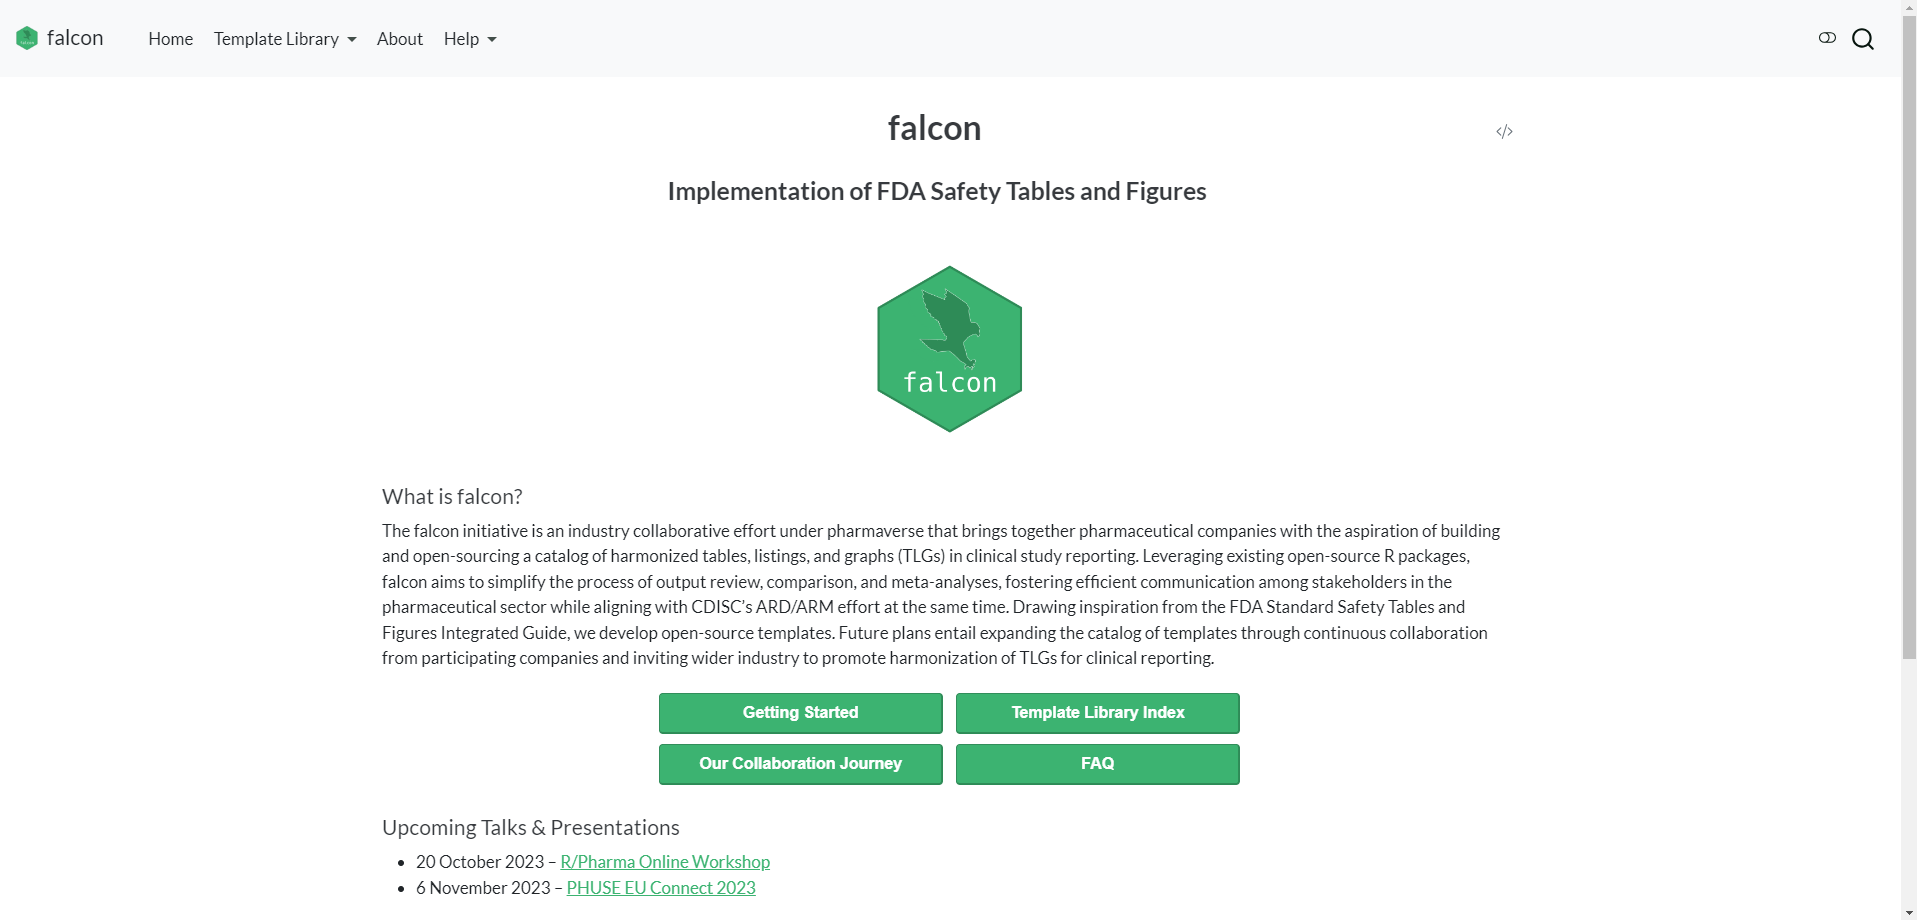 falcon Home Template Library About Help
falcon
</>
Implementation of FDA Safety Tables and Figures
falcon
What is falcon?
The falcon initiative is an industry collaborative effort under pharmaverse that brings together pharmaceutical companies with the aspiration of building
and open-sourcing a catalog of harmonized tables, listings, and graphs (TLGs) in clinical study reporting. Leveraging existing open-source R packages,
falcon aims to simplify the process of output review, comparison, and meta-analyses, fostering efficient communication among stakeholders in the
pharmaceutical sector while aligning with CDISC’s ARD/ARM effort at the same time. Drawing inspiration from the FDA Standard Safety Tables and
Figures Integrated Guide, we develop open-source templates. Future plans entail expanding the catalog of templates through continuous collaboration
from participating companies and inviting wider industry to promote harmonization of TLGs for clinical reporting.
Getting Started Template Library Index
Our Collaboration Journey FAQ
Upcoming Talks & Presentations
• 20 October 2023 – R/Pharma Online Workshop
• 6 November 2023 – PHUSE EU Connect 2023